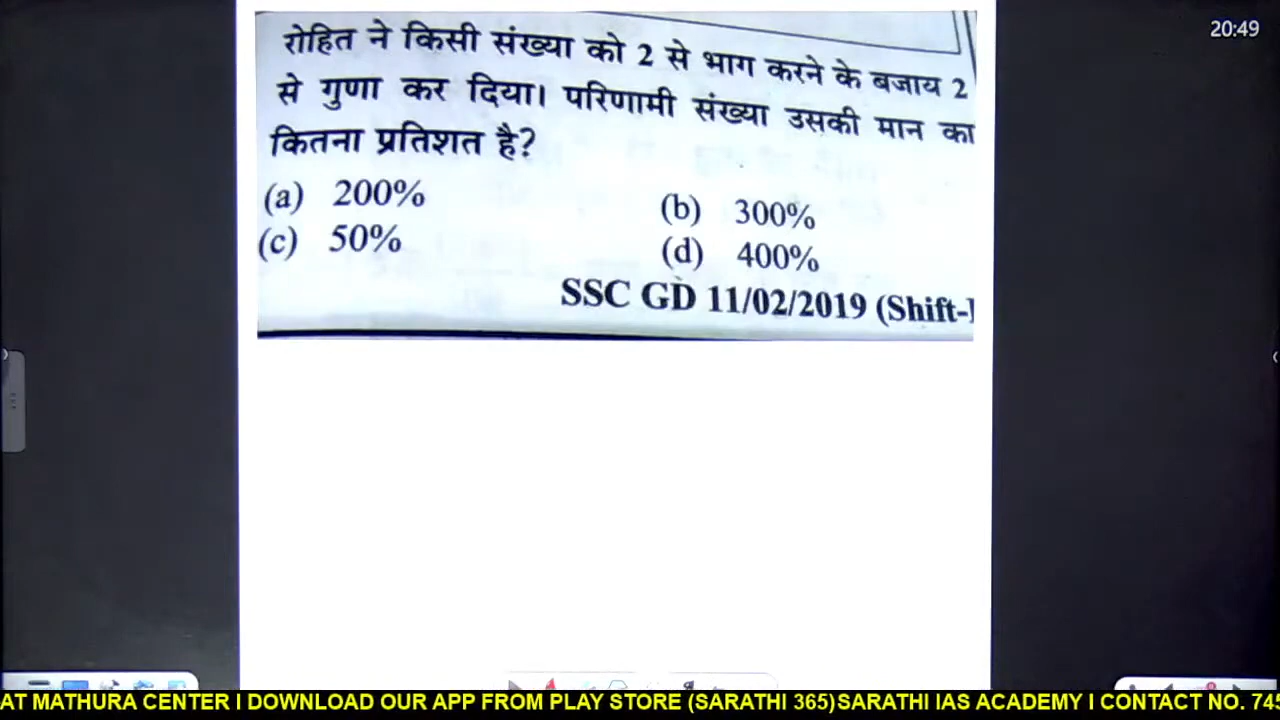 20:49
रोहित ने किसी संख्या को 2 से भाग करने के बजाय 2
से गुणा कर दिया। परिणामी संख्या उसकी मान का
कितना प्रतिशत है?
(a) 200% (b) 300%
(c) 50% (d) 400%
SSC GD 11/02/2019 (Shift-
AT MATHURA CENTER I DOWNLOAD OUR APP FROM PLAY STORE (SARATHI 365)SARATHI IAS ACADEMY I CONTACT NO. 745